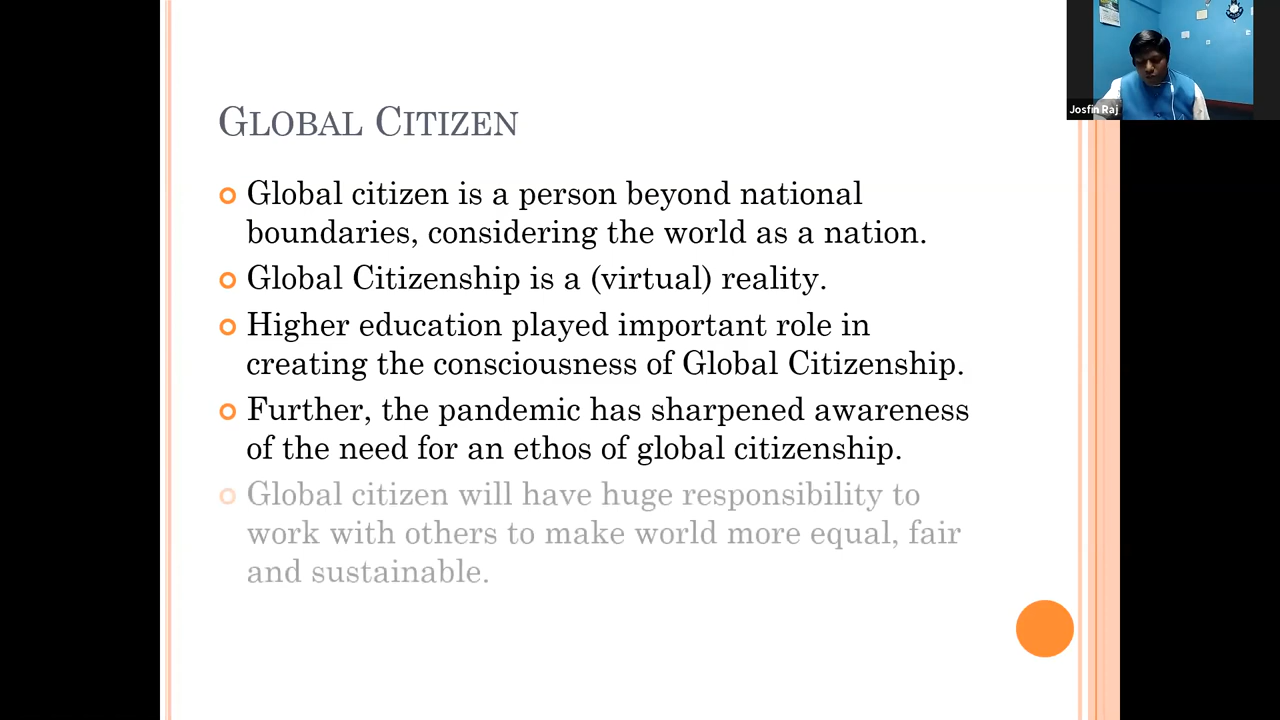 GLOBAL CITIZEN
Global citizen is a person beyond national
boundaries, considering the world as a nation.
Global Citizenship is a (virtual) reality.
Higher education played important role in
creating the consciousness of Global Citizenship.
Further, the pandemic has sharpened awareness
of the need for an ethos of global citizenship.
Global citizen will have huge responsibility to
work with others to make world more equal, fair
and sustainable.
Josfin Raj